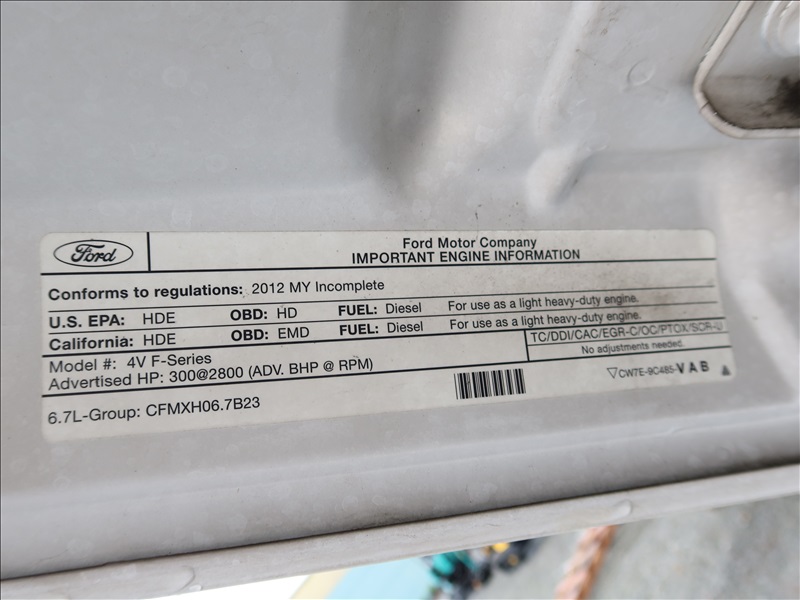 Ford
Ford Motor Company
IMPORTANT ENGINE INFORMATION
Conforms to regulations: 2012 MY Incomplete
U.S. EPA: HDE OBD: HD FUEL: Diesel For use as a light heavy-duty engine.
California: HDE OBD: EMD FUEL: Diesel For use as a light heavy-duty engine.
Model #: 4V F-Series
TC/DDI/CAC/EGR-C/OC/PTOX/SCR-U
Advertised HP: 300@2800 (ADV. BHP @ RPM)
No adjustments needed.
6.7L-Group: CFMXH06.7B23
CW7E-9C485-VAB